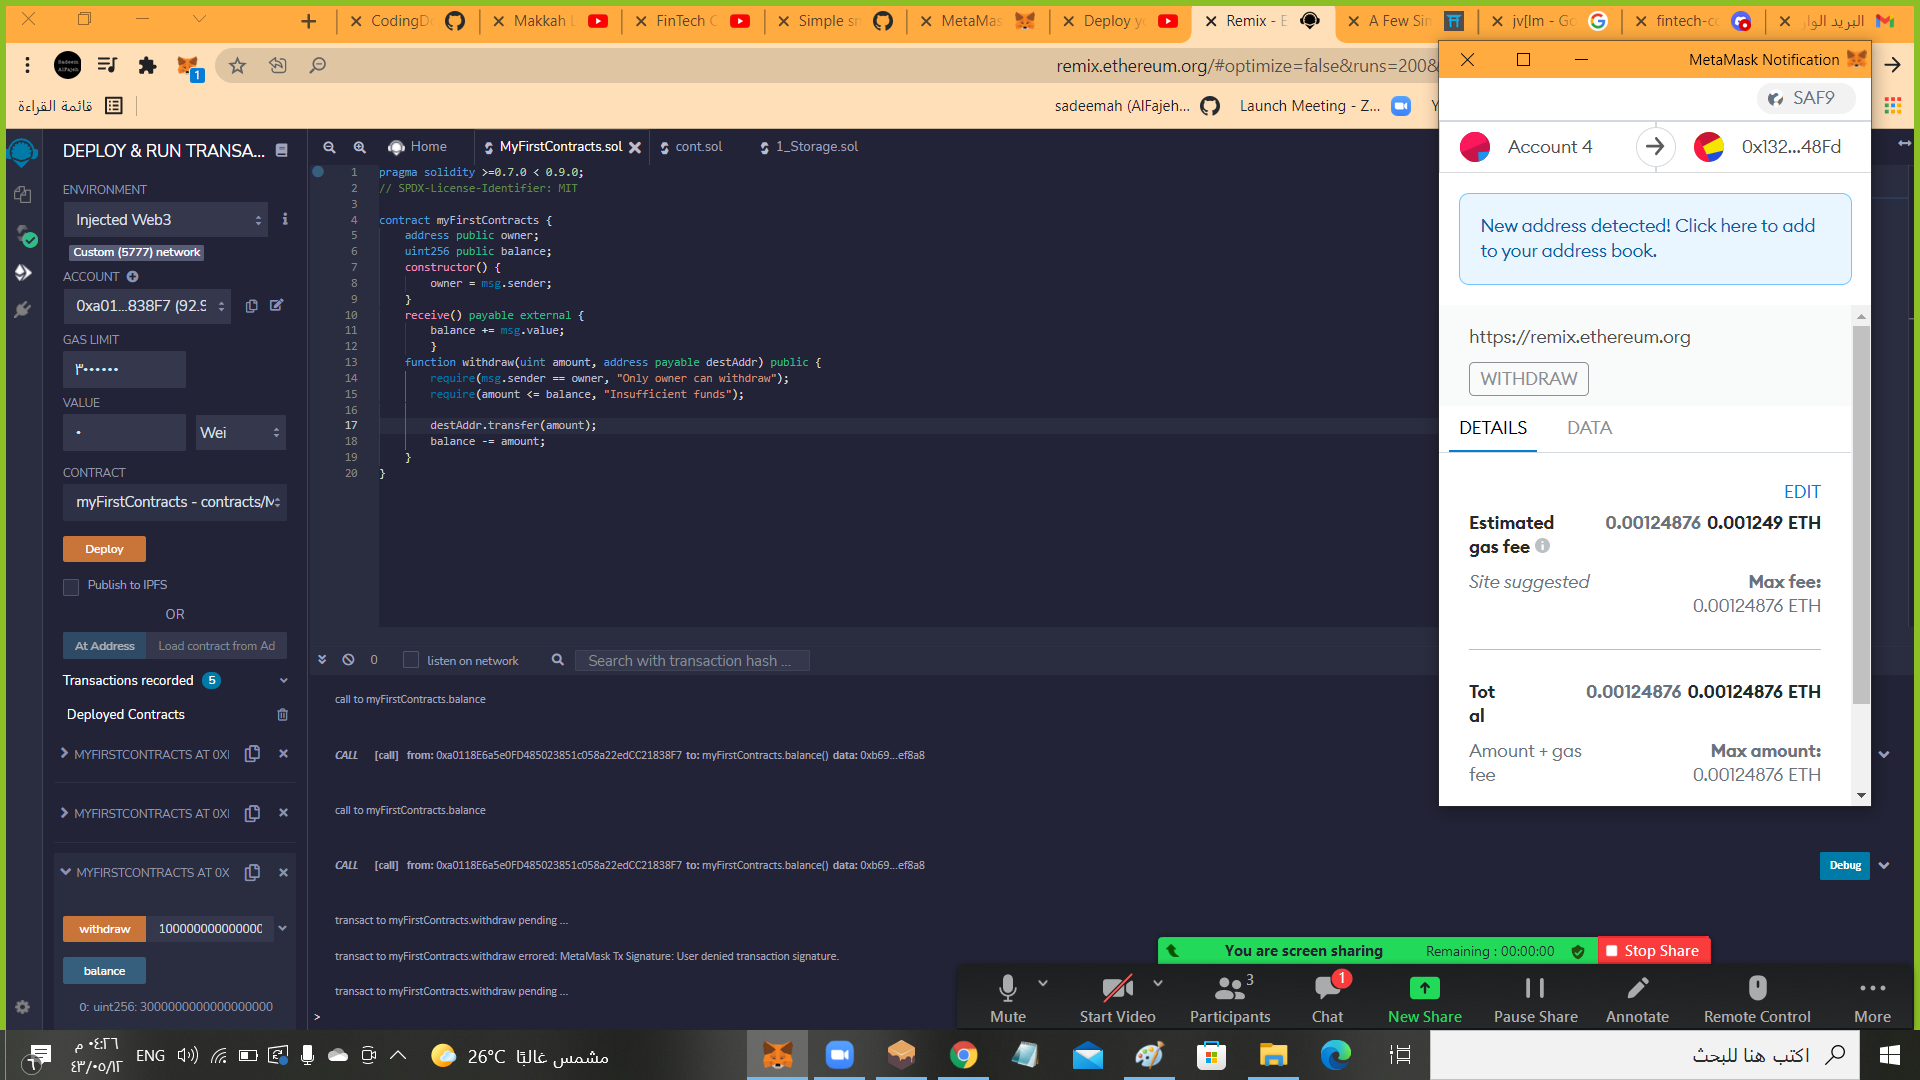 CodingD
Makkah L
FinTech C
Simple sn
MetaMas
Deploy yo
Remix - E
A Few Sin
jv[lm - Go
fintech-co
البريد الوار
remix.ethereum.org/#optimize=false&runs=200&
1
قائمة القراءة
sadeemah (AlFajeh...
Launch Meeting - Z...
MetaMask Notification
SAF9
Account 4
0x132...48Fd
New address detected! Click here to add
to your address book.
https://remix.ethereum.org
WITHDRAW
DETAILS
DATA
EDIT
Estimated gas fee
0.00124876 0.001249 ETH
Site suggested
Max fee:
0.00124876 ETH
Total
0.00124876 0.00124876 ETH
Amount + gas fee
Max amount:
0.00124876 ETH
DEPLOY & RUN TRANSA...
ENVIRONMENT
Injected Web3
Custom (5777) network
ACCOUNT
0xa01...838F7 (92.9
GAS LIMIT
٣٠٠٠٠٠٠
VALUE
٠
Wei
CONTRACT
myFirstContracts - contracts/M
Deploy
Publish to IPFS
OR
At Address
Load contract from Ad
Transactions recorded 5
Deployed Contracts
MYFIRSTCONTRACTS AT 0X
MYFIRSTCONTRACTS AT 0X
MYFIRSTCONTRACTS AT 0X
withdraw
10000000000000
balance
0: uint256: 3000000000000000000
Home
MyFirstContracts.sol
cont.sol
1_Storage.sol
1 pragma solidity >=0.7.0 < 0.9.0;
2 // SPDX-License-Identifier: MIT
3
4 contract myFirstContracts {
5 address public owner;
6 uint256 public balance;
7 constructor() {
8 owner = msg.sender;
9 }
10 receive() payable external {
11 balance += msg.value;
12 }
13 function withdraw(uint amount, address payable destAddr) public {
14 require(msg.sender == owner, "Only owner can withdraw");
15 require(amount <= balance, "Insufficient funds");
16
17 destAddr.transfer(amount);
18 balance -= amount;
19 }
20 }
0
listen on network
Search with transaction hash ...
call to myFirstContracts.balance
CALL [call] from: 0xa0118E6a5e0FD485023851c058a22edCC21838F7 to: myFirstContracts.balance() data: 0xb69...ef8a8
call to myFirstContracts.balance
CALL [call] from: 0xa0118E6a5e0FD485023851c058a22edCC21838F7 to: myFirstContracts.balance() data: 0xb69...ef8a8
Debug
transact to myFirstContracts.withdraw pending ...
transact to myFirstContracts.withdraw errored: MetaMask Tx Signature: User denied transaction signature.
transact to myFirstContracts.withdraw pending ...
>
You are screen sharing
Remaining : 00:00:00
Stop Share
Mute
Start Video
Participants
3
Chat
1
New Share
Pause Share
Annotate
Remote Control
More
٠٤:٢٦ م
٤٣/٠٥/١٢
٦
ENG
26°C مشمس غالبًا
اكتب هنا للبحث